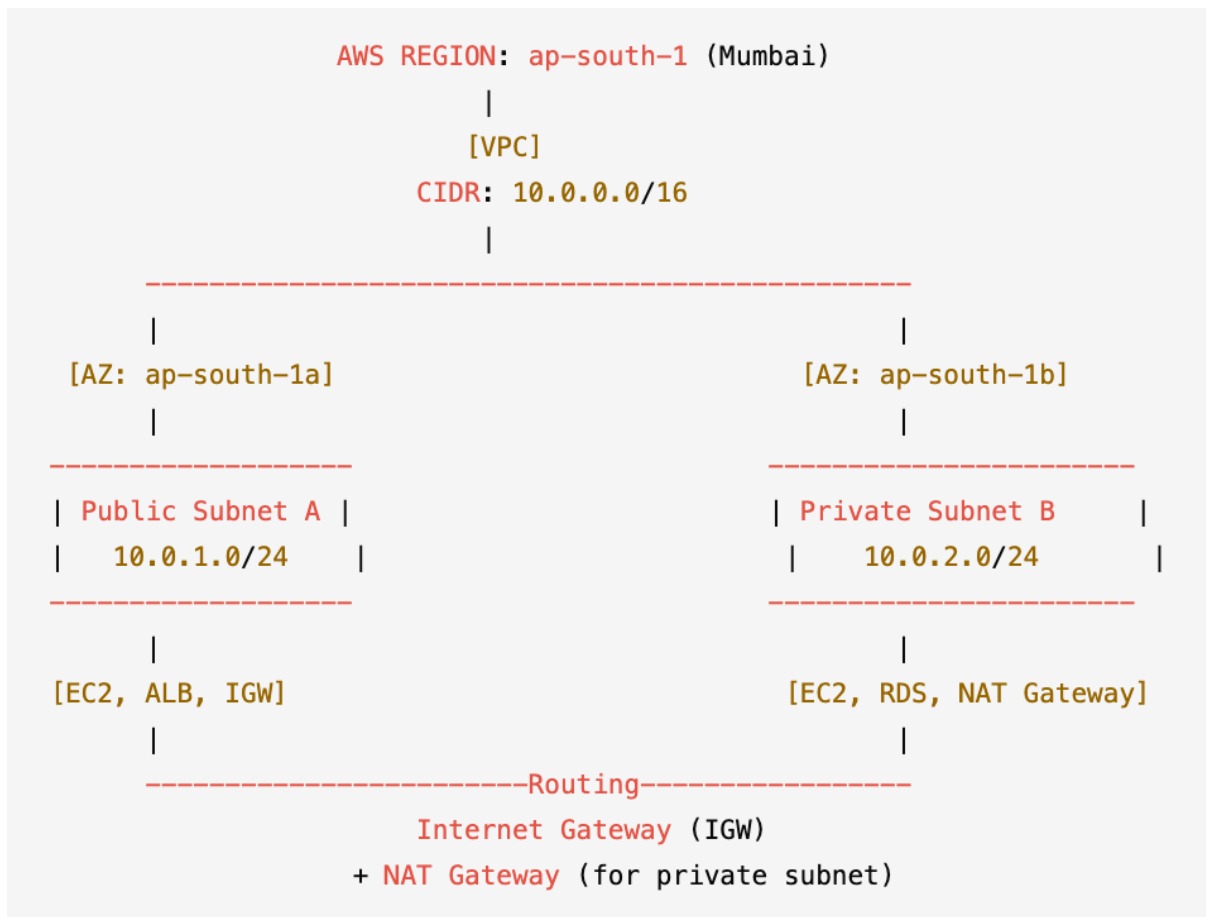 AWS REGION: ap-south-1 (Mumbai)
|
[VPC]
CIDR: 10.0.0.0/16
|
------------------------------------------------
| |
[AZ: ap-south-1a] [AZ: ap-south-1b]
| |
------------------- -----------------------
| Public Subnet A | | Private Subnet B |
| 10.0.1.0/24 | | 10.0.2.0/24 |
------------------- -----------------------
| |
[EC2, ALB, IGW] [EC2, RDS, NAT Gateway]
| |
------------------------Routing-----------------
Internet Gateway (IGW)
+ NAT Gateway (for private subnet)